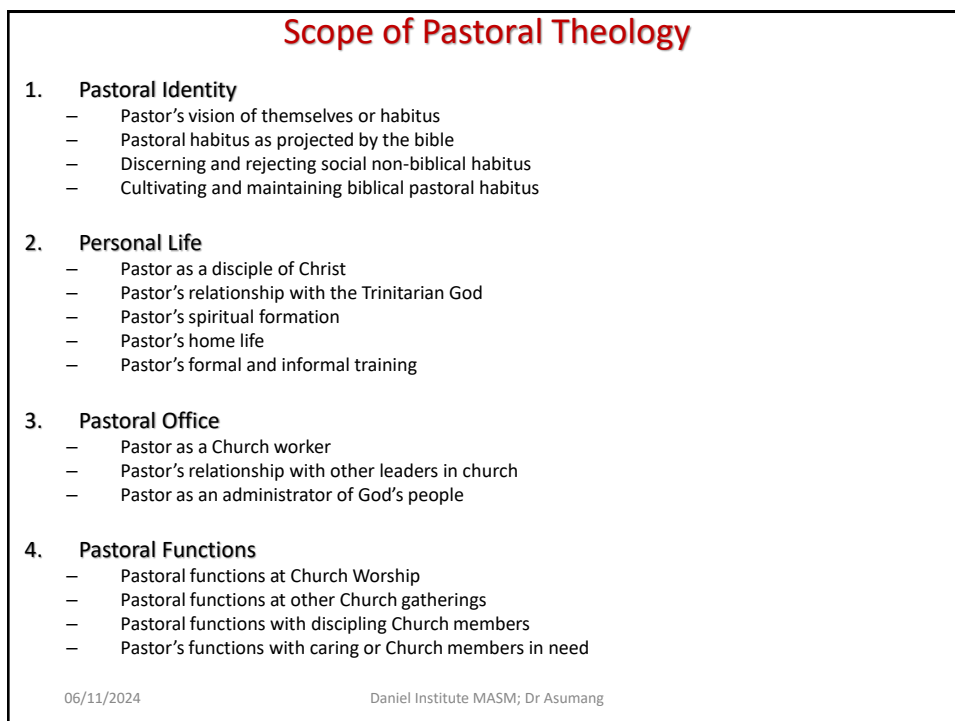 Scope of Pastoral Theology
1. Pastoral Identity
– Pastor’s vision of themselves or habitus
– Pastoral habitus as projected by the bible
– Discerning and rejecting social non-biblical habitus
– Cultivating and maintaining biblical pastoral habitus
2. Personal Life
– Pastor as a disciple of Christ
– Pastor’s relationship with the Trinitarian God
– Pastor’s spiritual formation
– Pastor’s home life
– Pastor’s formal and informal training
3. Pastoral Office
– Pastor as a Church worker
– Pastor’s relationship with other leaders in church
– Pastor as an administrator of God’s people
4. Pastoral Functions
– Pastoral functions at Church Worship
– Pastoral functions at other Church gatherings
– Pastoral functions with discipling Church members
– Pastor’s functions with caring or Church members in need
06/11/2024 Daniel Institute MASM; Dr Asumang